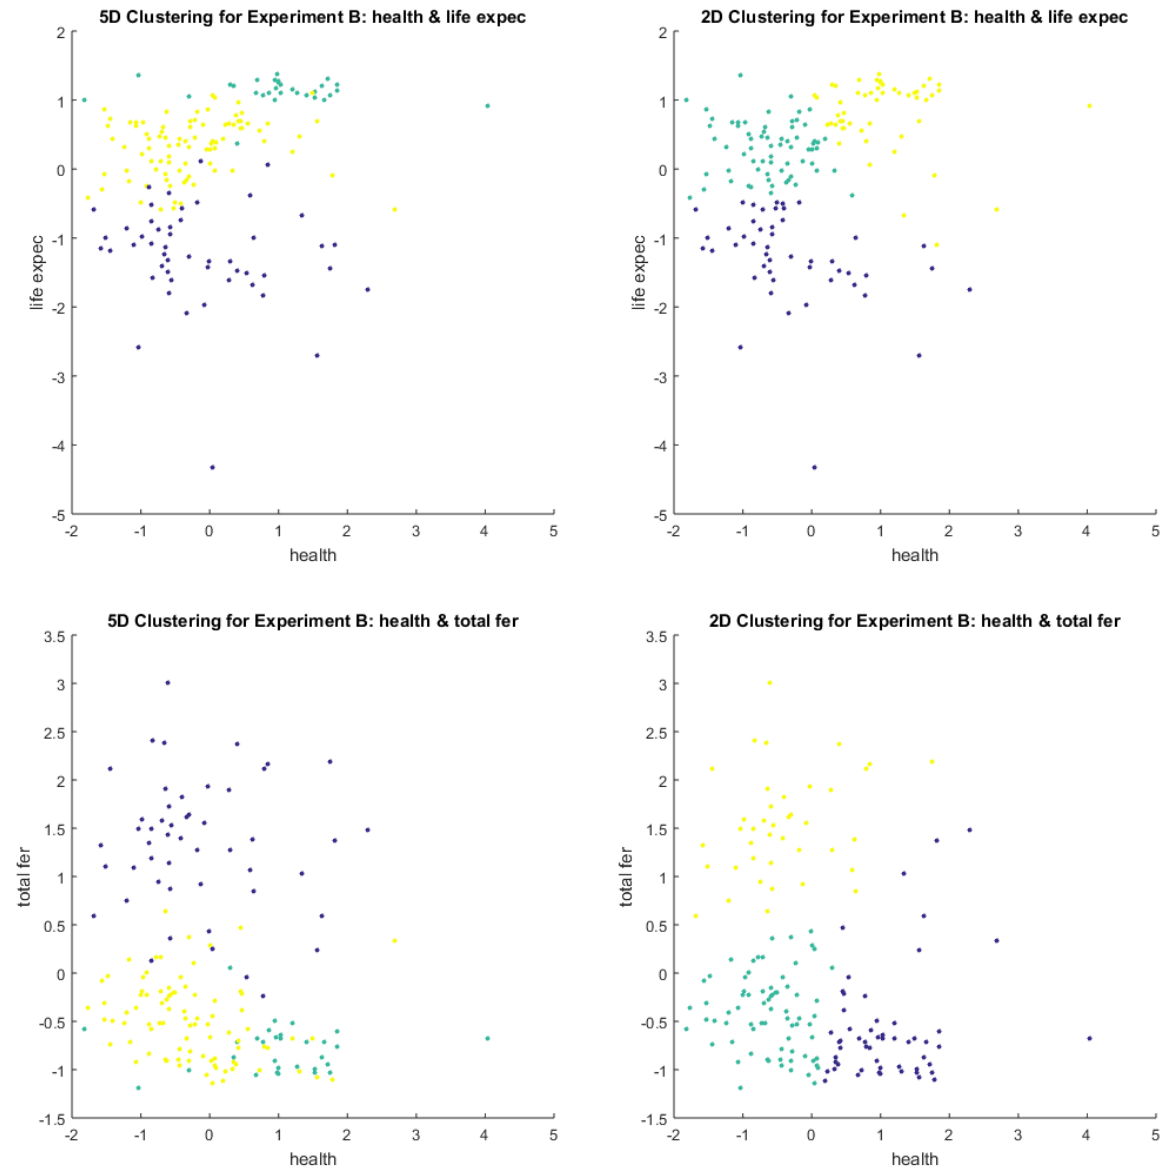 5D Clustering for Experiment B: health & life expec
2
1
0
-1
-2
-3
-4
-5
life expec
-2 -1 0 1 2 3 4 5
health
2D Clustering for Experiment B: health & life expec
2
1
0
-1
-2
-3
-4
-5
life expec
-2 -1 0 1 2 3 4 5
health
5D Clustering for Experiment B: health & total fer
3.5
3
2.5
2
1.5
1
0.5
0
-0.5
-1
-1.5
total fer
-2 -1 0 1 2 3 4 5
health
2D Clustering for Experiment B: health & total fer
3.5
3
2.5
2
1.5
1
0.5
0
-0.5
-1
-1.5
total fer
-2 -1 0 1 2 3 4 5
health